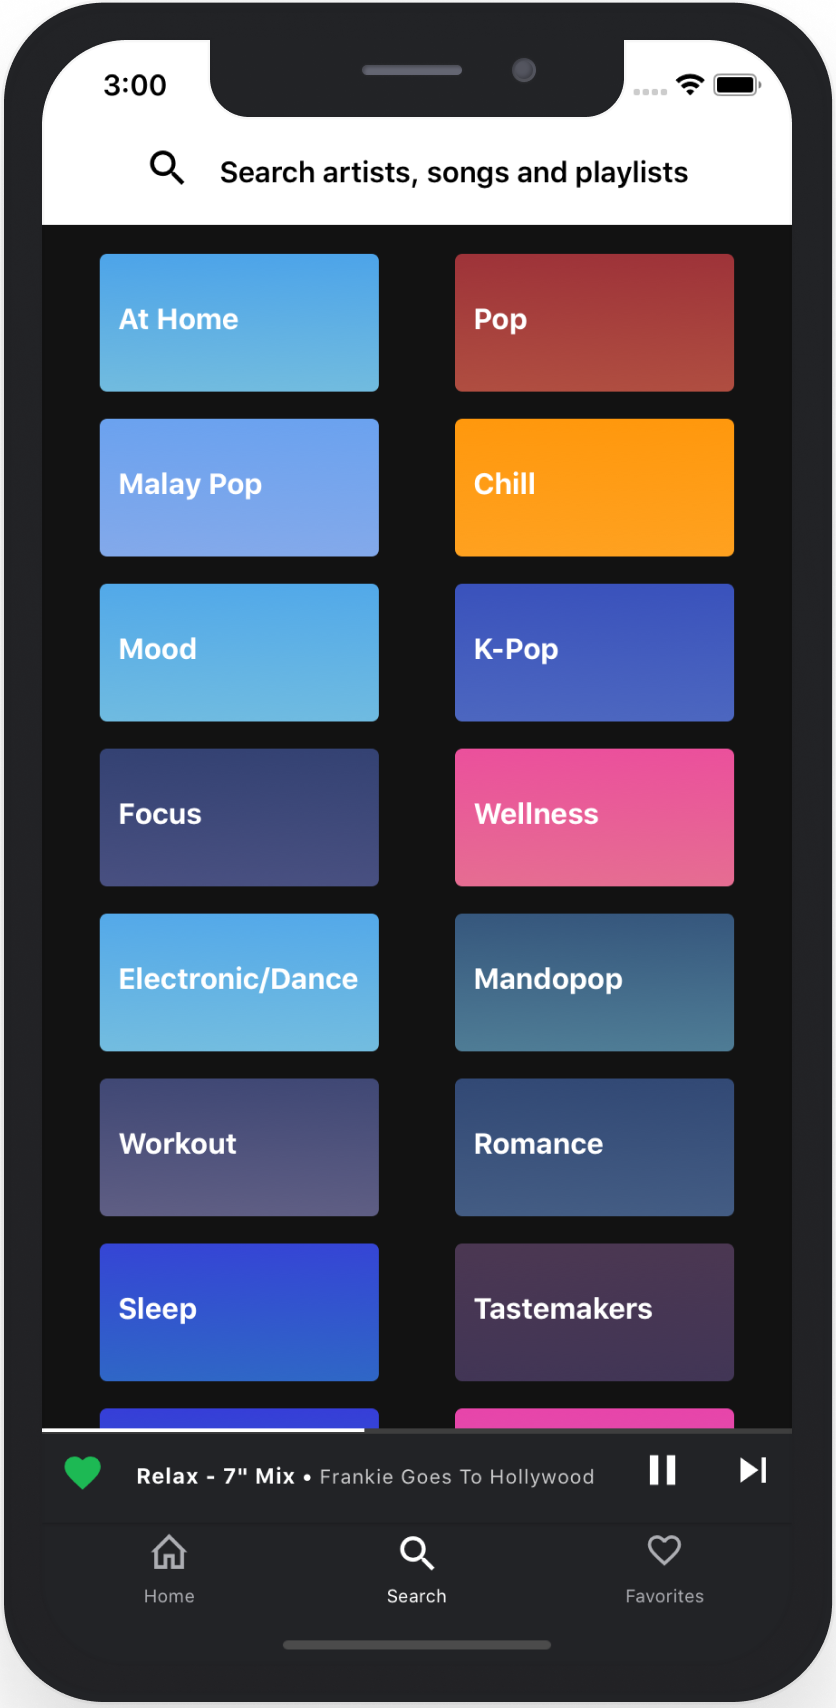 3:00
Search artists, songs and playlists
At Home
Pop
Malay Pop
Chill
Mood
K-Pop
Focus
Wellness
Electronic/Dance
Mandopop
Workout
Romance
Sleep
Tastemakers
Relax - 7" Mix • Frankie Goes To Hollywood
Home
Search
Favorites